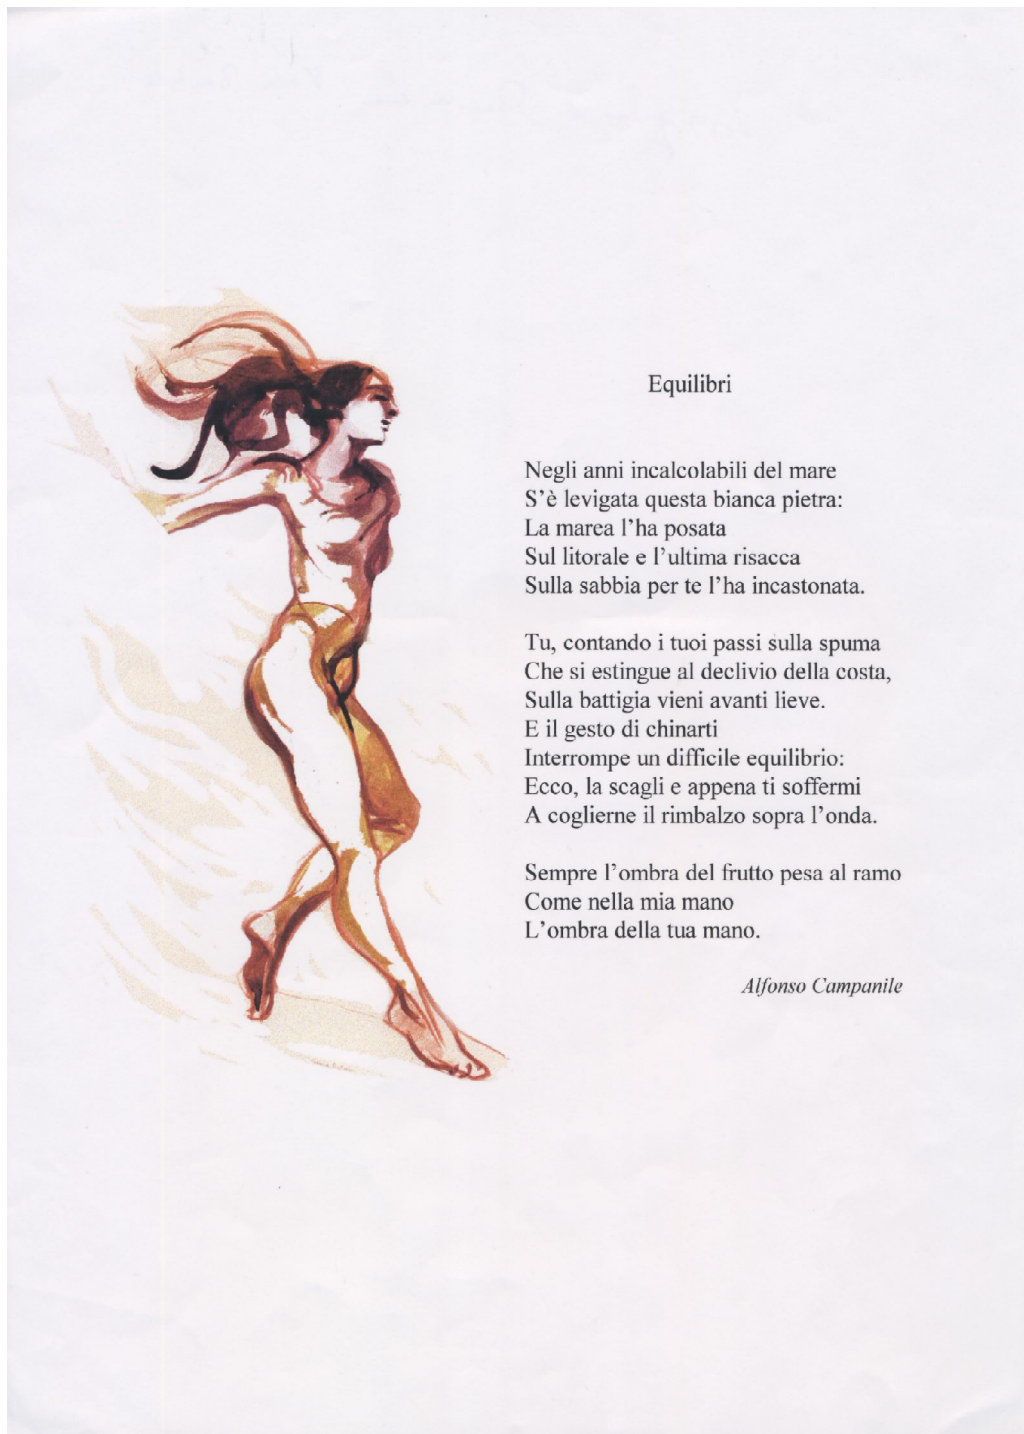 Equilibri
Negli anni incalcolabili del mare
S'è levigata questa bianca pietra:
La marea l'ha posata
Sul litorale e l'ultima risacca
Sulla sabbia per te l'ha incastonata.
Tu, contando i tuoi passi sulla spuma
Che si estingue al declivio della costa,
Sulla battigia vieni avanti lieve.
E il gesto di chinarti
Interrompe un difficile equilibrio:
Ecco, la scagli e appena ti soffermi
A coglierne il rimbalzo sopra l'onda.
Sempre l'ombra del frutto pesa al ramo
Come nella mia mano
L'ombra della tua mano.
Alfonso Campanile